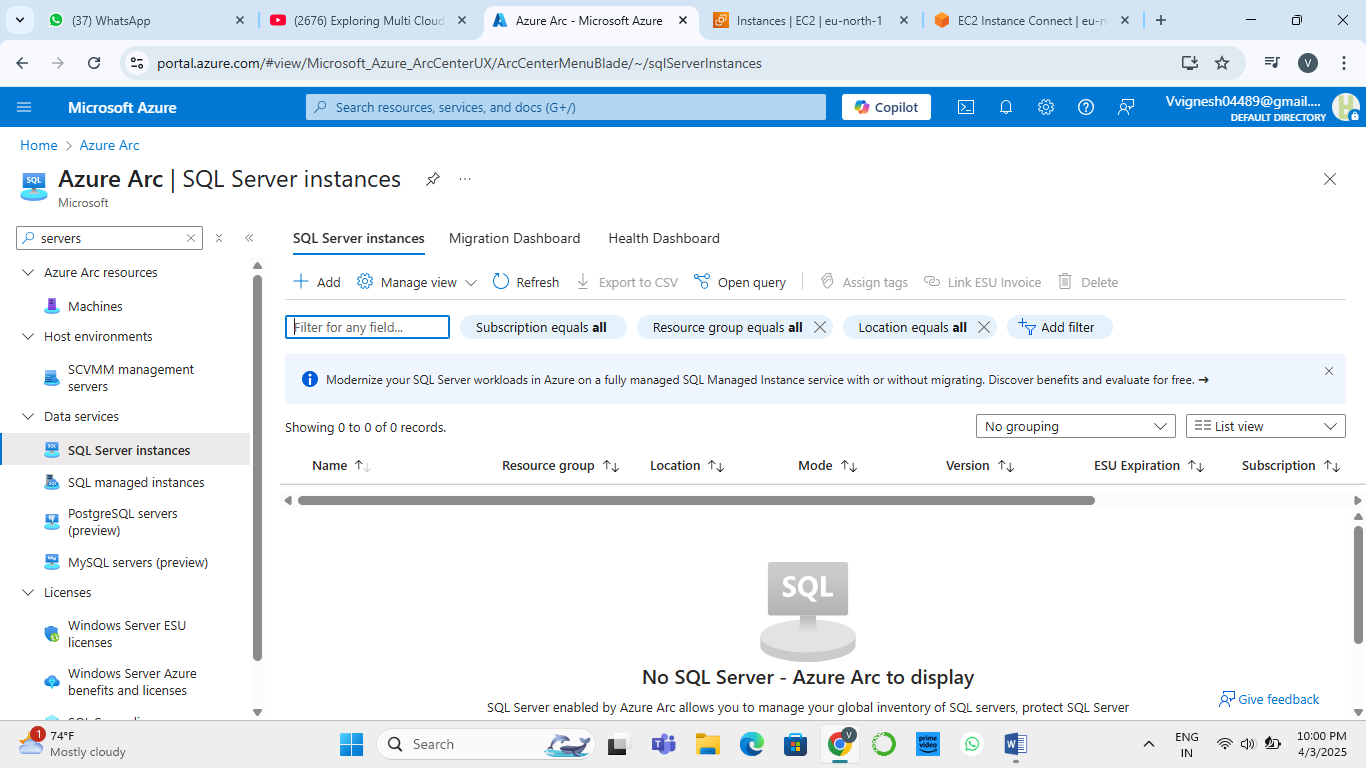 (37) WhatsApp
(2676) Exploring Multi Cloud
Azure Arc - Microsoft Azure
Instances | EC2 | eu-north-1
EC2 Instance Connect | eu-n
portal.azure.com/#view/Microsoft_Azure_ArcCenterUX/ArcCenterMenuBlade/~/sqlServerInstances
V
Microsoft Azure
Search resources, services, and docs (G+/)
Copilot
Vvignesh04489@gmail....
DEFAULT DIRECTORY
Home > Azure Arc
SQL
Azure Arc | SQL Server instances
...
Microsoft
servers
Azure Arc resources
Machines
Host environments
SCVMM management
servers
Data services
SQL Server instances
SQL managed instances
PostgreSQL servers
(preview)
MySQL servers (preview)
Licenses
Windows Server ESU
licenses
Windows Server Azure
benefits and licenses
SQL Server instances
Migration Dashboard
Health Dashboard
Add
Manage view
Refresh
Export to CSV
Open query
Assign tags
Link ESU Invoice
Delete
Filter for any field...
Subscription equals all
Resource group equals all
Location equals all
Add filter
Modernize your SQL Server workloads in Azure on a fully managed SQL Managed Instance service with or without migrating. Discover benefits and evaluate for free. →
Showing 0 to 0 of 0 records.
No grouping
List view
Name
Resource group
Location
Mode
Version
ESU Expiration
Subscription
SQL
No SQL Server - Azure Arc to display
SQL Server enabled by Azure Arc allows you to manage your global inventory of SQL servers, protect SQL Server
Give feedback
1
74°F
Mostly cloudy
Search
V
prime video
ENG
IN
10:00 PM
4/3/2025